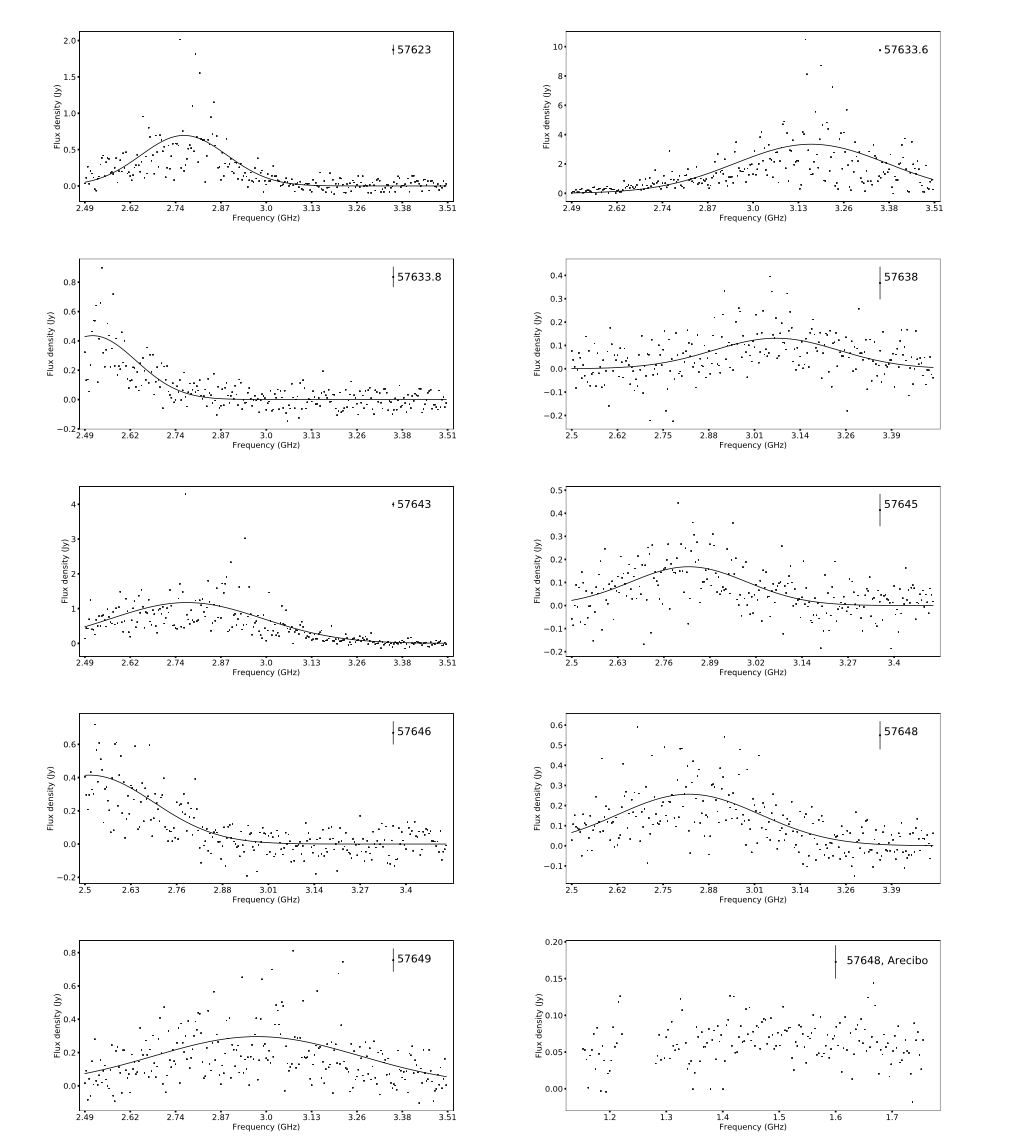 57623
Flux density (Jy)
2.0
1.5
1.0
0.5
0.0
2.49 2.62 2.74 2.87 3.0 3.13 3.26 3.38 3.51
Frequency (GHz)
57633.6
Flux density (Jy)
10
8
6
4
2
0
2.49 2.62 2.74 2.87 3.0 3.13 3.26 3.38 3.51
Frequency (GHz)
57633.8
Flux density (Jy)
0.8
0.6
0.4
0.2
0.0
−0.2
2.49 2.62 2.74 2.87 3.0 3.13 3.26 3.38 3.51
Frequency (GHz)
57638
Flux density (Jy)
0.4
0.3
0.2
0.1
0.0
−0.1
−0.2
2.5 2.62 2.75 2.88 3.01 3.14 3.26 3.39
Frequency (GHz)
57643
Flux density (Jy)
4
3
2
1
0
2.49 2.62 2.74 2.87 3.0 3.13 3.26 3.38 3.51
Frequency (GHz)
57645
Flux density (Jy)
0.5
0.4
0.3
0.2
0.1
0.0
−0.1
−0.2
2.5 2.63 2.76 2.89 3.02 3.14 3.27 3.4
Frequency (GHz)
57646
Flux density (Jy)
0.6
0.4
0.2
0.0
−0.2
2.5 2.63 2.76 2.88 3.01 3.14 3.27 3.4
Frequency (GHz)
57648
Flux density (Jy)
0.6
0.5
0.4
0.3
0.2
0.1
0.0
−0.1
2.5 2.62 2.75 2.88 3.01 3.14 3.26 3.39
Frequency (GHz)
57649
Flux density (Jy)
0.8
0.6
0.4
0.2
0.0
2.49 2.62 2.74 2.87 3.0 3.13 3.26 3.38 3.51
Frequency (GHz)
57648, Arecibo
Flux density (Jy)
0.20
0.15
0.10
0.05
0.00
1.2 1.3 1.4 1.5 1.6 1.7
Frequency (GHz)